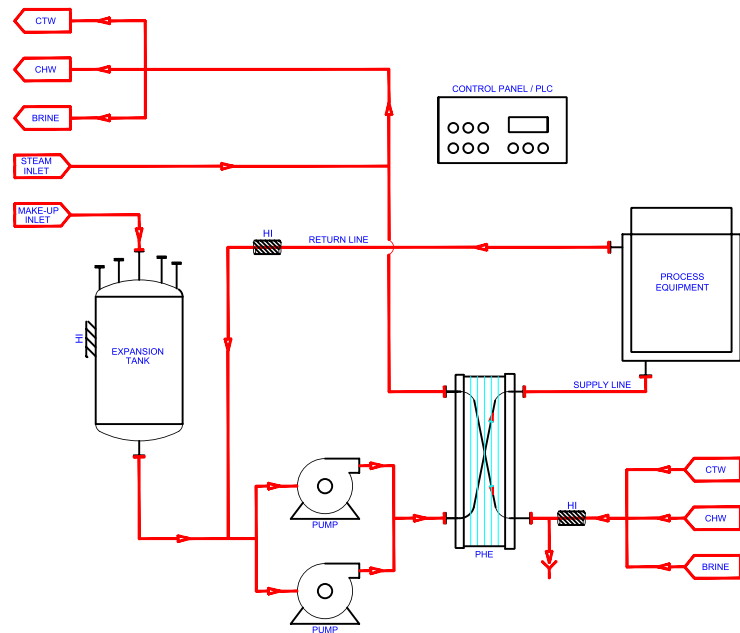 CTW
CHW
BRINE
STEAM
INLET
MAKE-UP
INLET
CONTROL PANEL / PLC
HI
RETURN LINE
PROCESS
EQUIPMENT
HI
EXPANSION
TANK
SUPPLY LINE
PUMP
PHE
HI
CTW
CHW
BRINE
PUMP